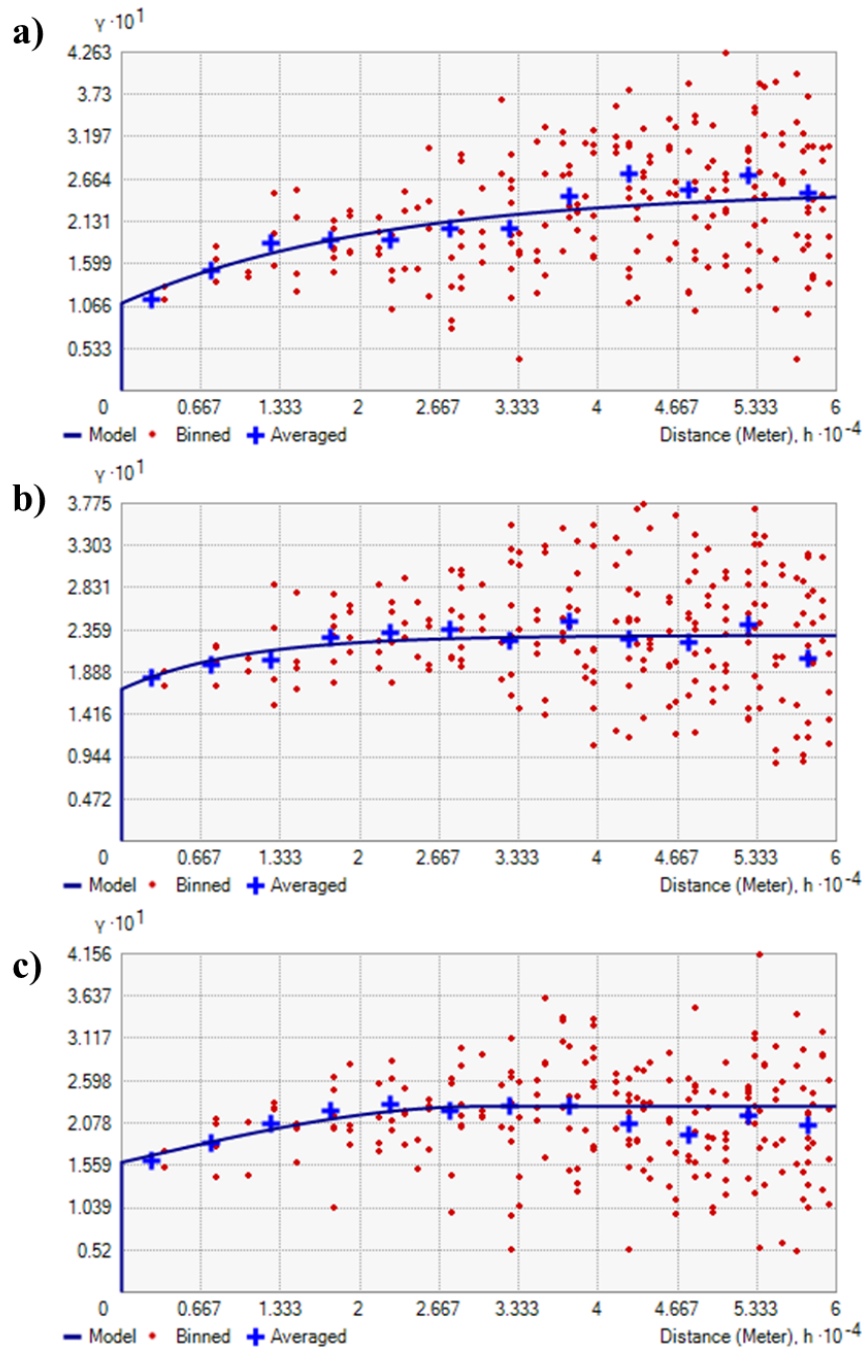 a)
γ · 10¹
4.263
3.73
3.197
2.664
2.131
1.599
1.066
0.533
0 0.667 1.333 2 2.667 3.333 4 4.667 5.333 6
Model Binned Averaged Distance (Meter), h · 10⁻⁴
b)
γ · 10¹
3.775
3.303
2.831
2.359
1.888
1.416
0.944
0.472
0 0.667 1.333 2 2.667 3.333 4 4.667 5.333 6
Model Binned Averaged Distance (Meter), h · 10⁻⁴
c)
γ · 10¹
4.156
3.637
3.117
2.598
2.078
1.559
1.039
0.52
0 0.667 1.333 2 2.667 3.333 4 4.667 5.333 6
Model Binned Averaged Distance (Meter), h · 10⁻⁴